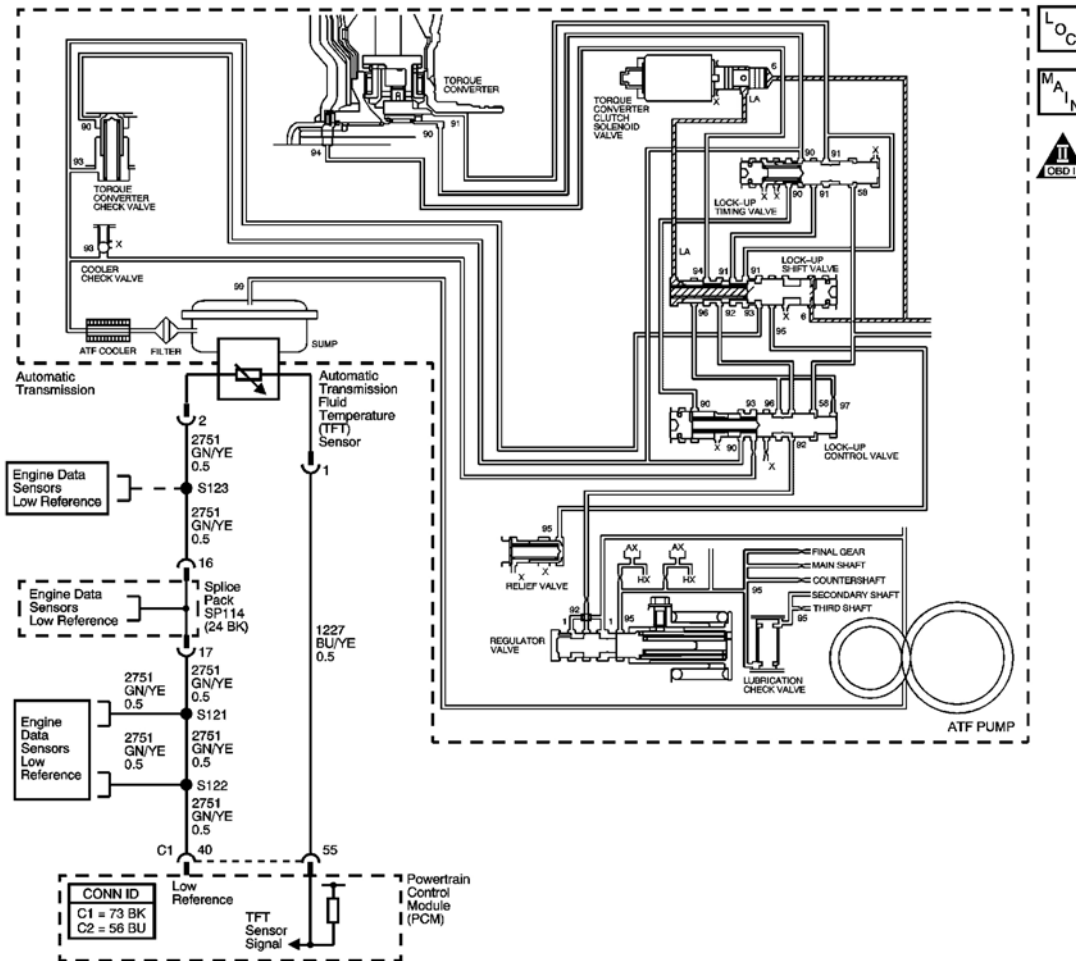 L
O
C
M
A
I
N
II
OBD II
TORQUE
CONVERTER
90
91
94
TORQUE
CONVERTER
CLUTCH
SOLENOID
VALVE
X
6
LA
90
93
TORQUE
CONVERTER
CHECK VALVE
93
X
COOLER
CHECK VALVE
90
91
X
X
X
90
91
58
LOCK-UP
TIMING VALVE
LA
94
91
91
LOCK-UP
SHIFT VALVE
96
92
93
X
6
95
99
ATF COOLER
FILTER
SUMP
Automatic
Transmission
Automatic
Transmission
Fluid
Temperature
(TFT)
Sensor
90
93
96
58
97
X
90
X
92
LOCK-UP
CONTROL VALVE
2
2751
GN/YE
0.5
1
Engine Data
Sensors
Low Reference
S123
2751
GN/YE
0.5
16
Engine Data
Sensors
Low Reference
Splice
Pack
SP114
(24 BK)
17
1227
BU/YE
0.5
95
X
X
RELIEF VALVE
AX
AX
HX
HX
FINAL GEAR
MAIN SHAFT
COUNTERSHAFT
95
SECONDARY SHAFT
THIRD SHAFT
95
92
1
1
95
REGULATOR
VALVE
LUBRICATION
CHECK VALVE
ATF PUMP
2751
GN/YE
0.5
2751
GN/YE
0.5
S121
Engine
Data
Sensors
Low
Reference
2751
GN/YE
0.5
2751
GN/YE
0.5
S122
2751
GN/YE
0.5
C1
40
55
CONN ID
C1 = 73 BK
C2 = 56 BU
Low
Reference
TFT
Sensor
Signal
Powertrain
Control
Module
(PCM)